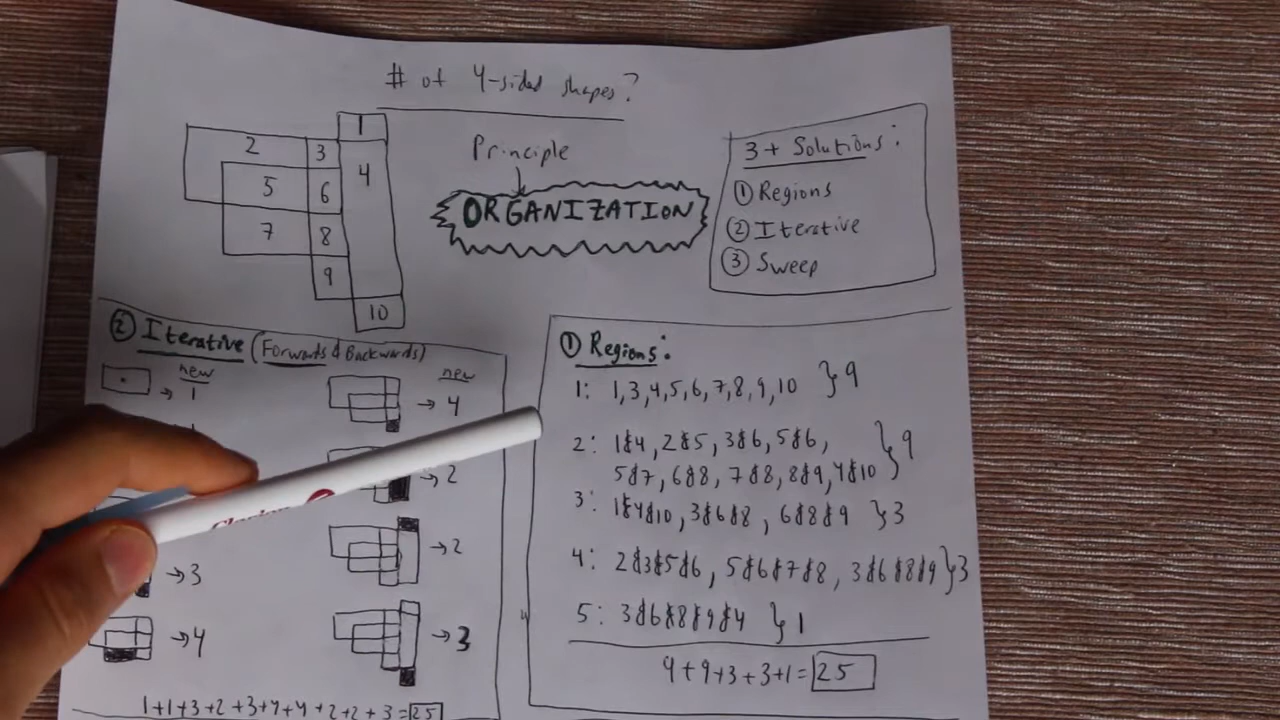 # of 4-sided shapes?
1
2 3
4
5 6
7 8
9
10
Principle
ORGANIZATION
3+ Solutions:
① Regions
② Iterative
③ Sweep
② Iterative (Forwards & Backwards)
new
→ 1
→ 3
→ 4
new
→ 4
→ 2
→ 2
→ 3
1+1+3+2+3+4+4+2+2+3=25
① Regions:
1: 1,3,4,5,6,7,8,9,10 } 9
2: 1&4, 2&5, 3&6, 5&6,
5&7, 6&8, 7&8, 8&9, 4&10 } 9
3: 1&4&10, 3&6&8, 6&8&9 } 3
4: 2&3&5&6, 5&6&7&8, 3&6&8&9 } 3
5: 3&6&8&9&4 } 1
9+9+3+3+1=25